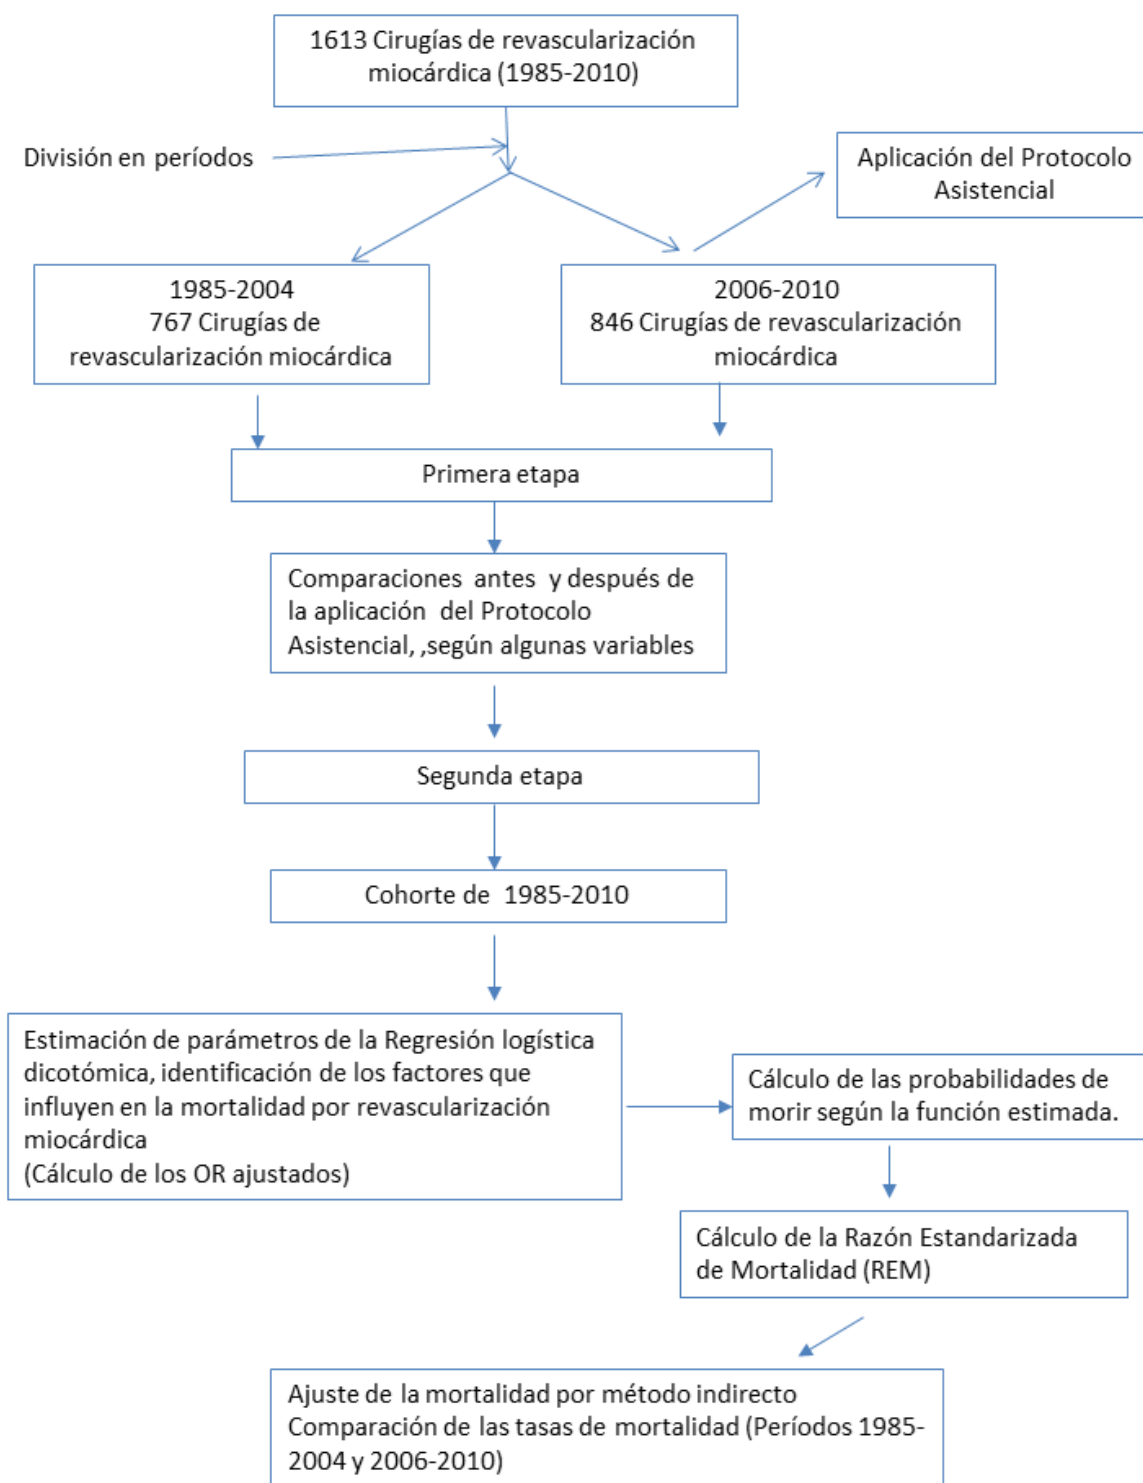 1613 Cirugías de revascularización
miocárdica (1985-2010)
División en períodos
Aplicación del Protocolo
Asistencial
1985-2004
767 Cirugías de
revascularización miocárdica
2006-2010
846 Cirugías de revascularización
miocárdica
Primera etapa
Comparaciones antes y después de
la aplicación del Protocolo
Asistencial, ,según algunas variables
Segunda etapa
Cohorte de 1985-2010
Estimación de parámetros de la Regresión logística
dicotómica, identificación de los factores que
influyen en la mortalidad por revascularización
miocárdica
(Cálculo de los OR ajustados)
Cálculo de las probabilidades de
morir según la función estimada.
Cálculo de la Razón Estandarizada
de Mortalidad (REM)
Ajuste de la mortalidad por método indirecto
Comparación de las tasas de mortalidad (Períodos 1985-
2004 y 2006-2010)